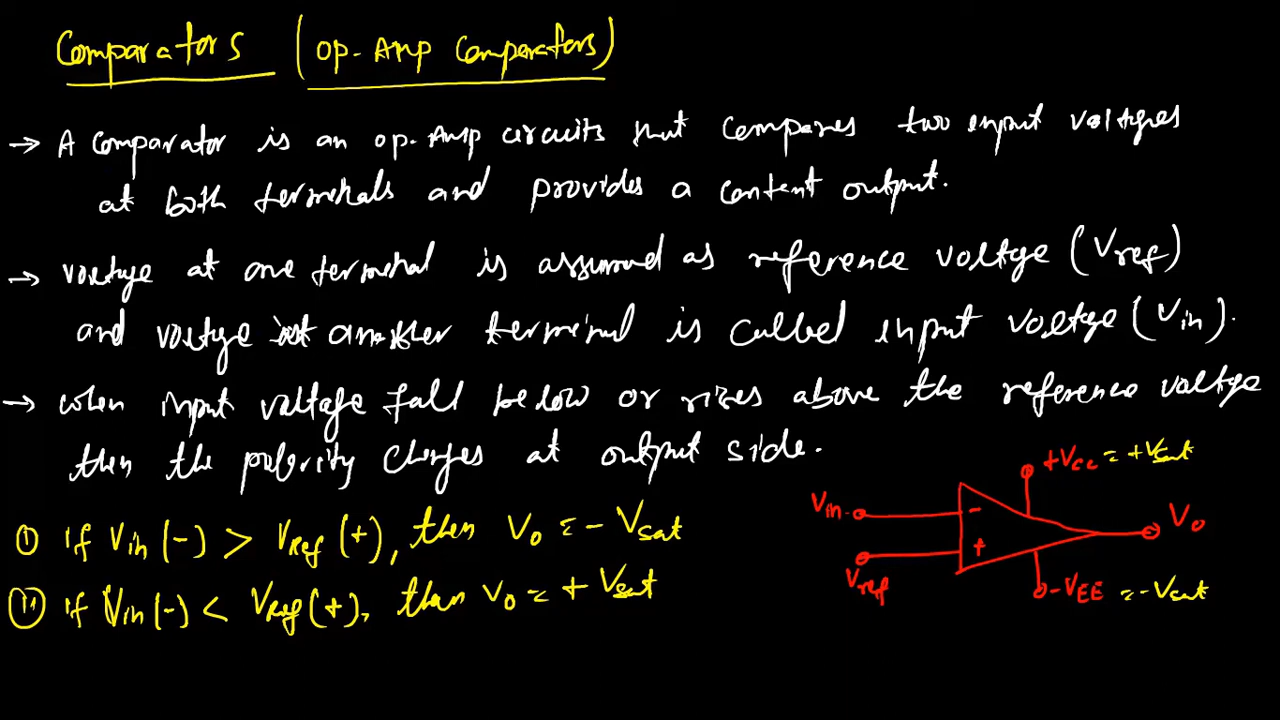 Comparators (op-Amp Comparators)
→ A Comparator is an op-Amp circuits that compares two input voltages
at both terminals and provides a content output.
→ voltage at one terminal is assumed as reference voltage (Vref)
and voltage at another terminal is called input voltage (Vin).
→ when input voltage fall below or rises above the reference voltage
then the polarity changes at output side.
(i) if Vin(-) > VRef(+), then Vo = - Vsat
(ii) if Vin(-) < VRef(+), then Vo = + Vsat
+Vcc = +Vsat
Vin
-
Vo
+
Vref
-VEE = -Vsat